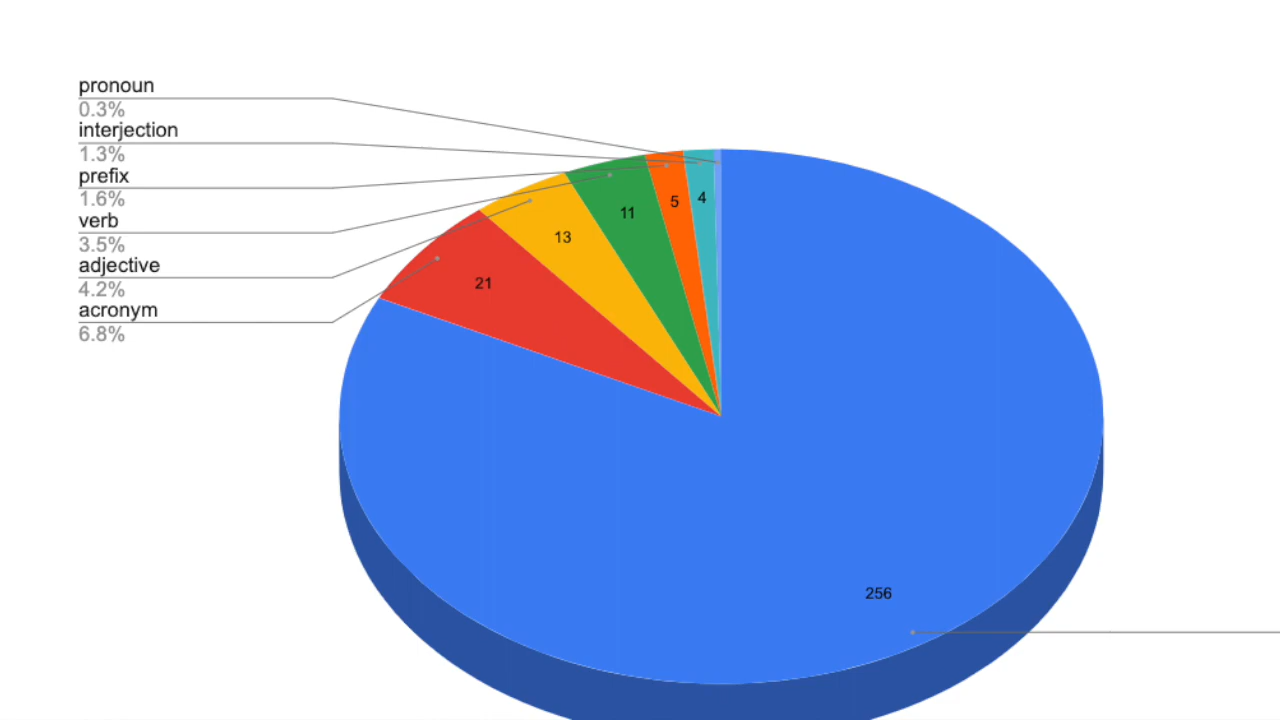 pronoun
0.3%
interjection
1.3%
prefix
1.6%
verb
3.5%
adjective
4.2%
acronym
6.8%
21
13
11
5
4
256